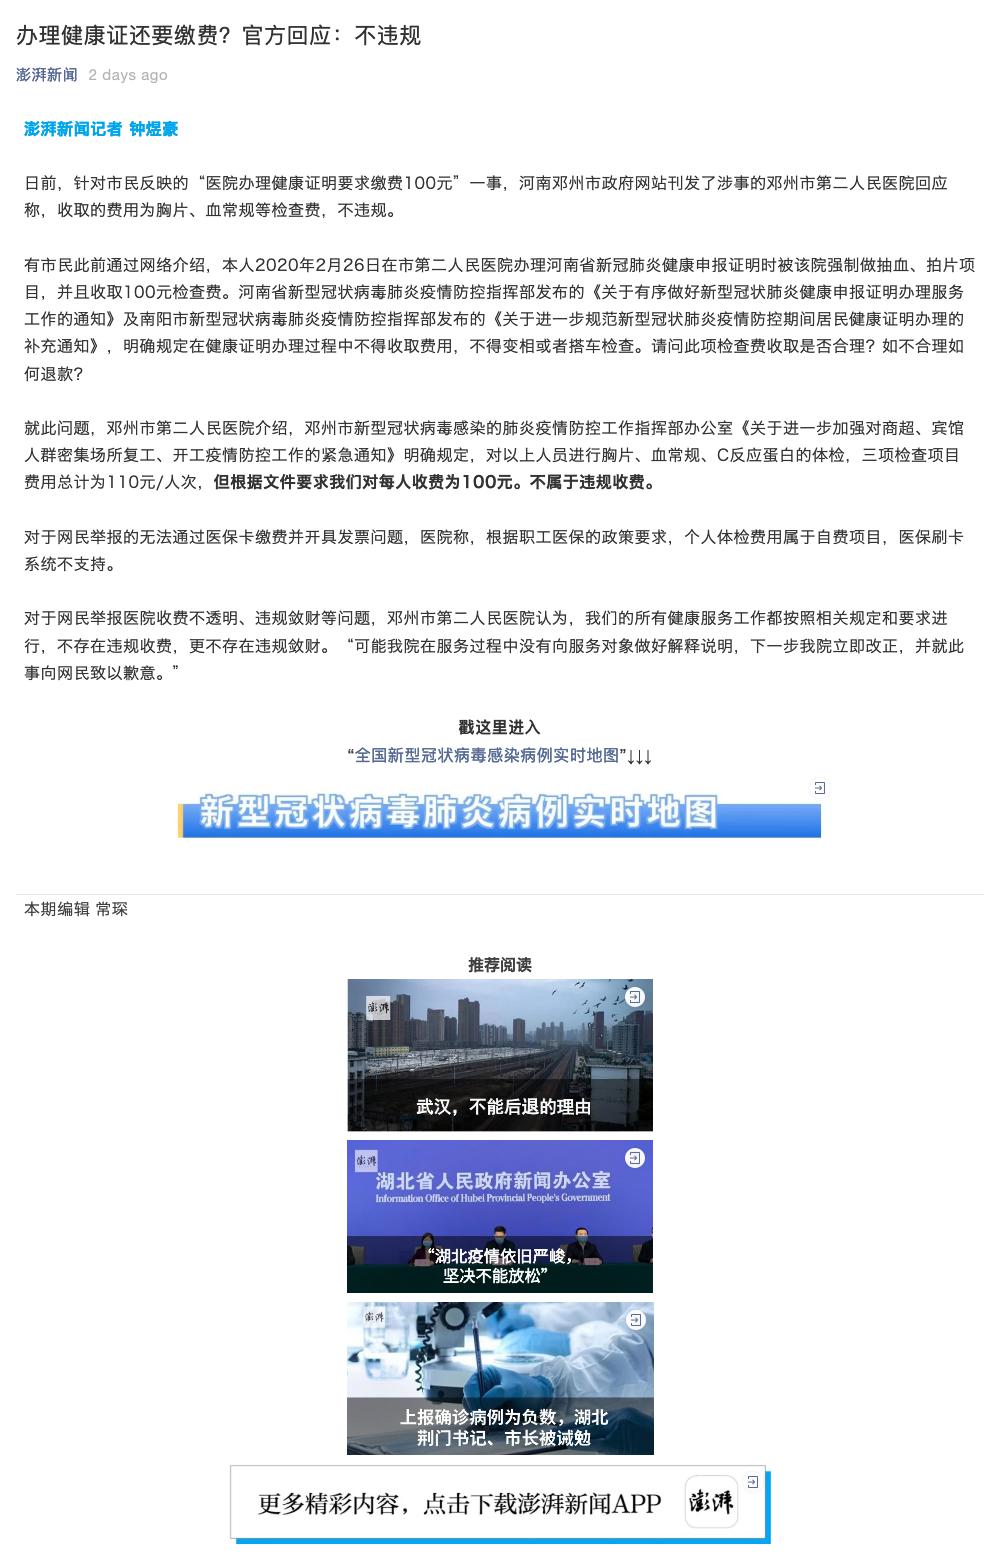 办理健康证还要缴费？官方回应：不违规
澎湃新闻 2 days ago
澎湃新闻记者 钟煜豪
日前，针对市民反映的“医院办理健康证明要求缴费100元”一事，河南邓州市政府网站刊发了涉事的邓州市第二人民医院回应
称，收取的费用为胸片、血常规等检查费，不违规。
有市民此前通过网络介绍，本人2020年2月26日在市第二人民医院办理河南省新冠肺炎健康申报证明时被该院强制做抽血、拍片项
目，并且收取100元检查费。河南省新型冠状病毒肺炎疫情防控指挥部发布的《关于有序做好新型冠状肺炎健康申报证明办理服务
工作的通知》及南阳市新型冠状病毒肺炎疫情防控指挥部发布的《关于进一步规范新型冠状肺炎疫情防控期间居民健康证明办理的
补充通知》，明确规定在健康证明办理过程中不得收取费用，不得变相或者搭车检查。请问此项检查费收取是否合理？如不合理如
何退款？
就此问题，邓州市第二人民医院介绍，邓州市新型冠状病毒感染的肺炎疫情防控工作指挥部办公室《关于进一步加强对商超、宾馆
人群密集场所复工、开工疫情防控工作的紧急通知》明确规定，对以上人员进行胸片、血常规、C反应蛋白的体检，三项检查项目
费用总计为110元/人次，但根据文件要求我们对每人收费为100元。不属于违规收费。
对于网民举报的无法通过医保卡缴费并开具发票问题，医院称，根据职工医保的政策要求，个人体检费用属于自费项目，医保刷卡
系统不支持。
对于网民举报医院收费不透明、违规敛财等问题，邓州市第二人民医院认为，我们的所有健康服务工作都按照相关规定和要求进
行，不存在违规收费，更不存在违规敛财。“可能我院在服务过程中没有向服务对象做好解释说明，下一步我院立即改正，并就此
事向网民致以歉意。”
戳这里进入
“全国新型冠状病毒感染病例实时地图”↓↓↓
新型冠状病毒肺炎病例实时地图
本期编辑 常琛
推荐阅读
澎湃
武汉，不能后退的理由
澎湃
湖北省人民政府新闻办公室
Information Office of Hubei Provincial People's Government
“湖北疫情依旧严峻，
坚决不能放松”
澎湃
上报确诊病例为负数，湖北
荆门书记、市长被诫勉
更多精彩内容，点击下载澎湃新闻APP
澎湃